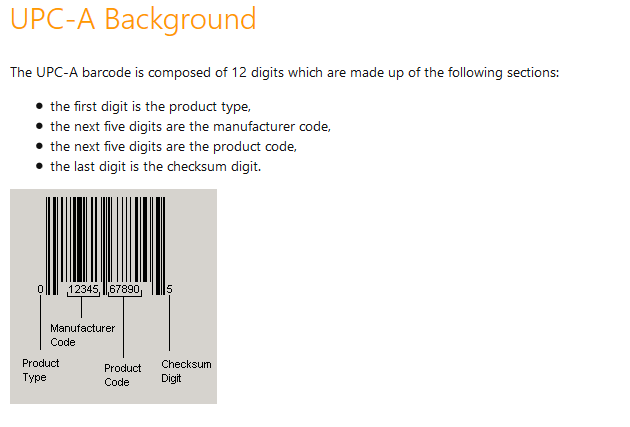 UPC-A Background
The UPC-A barcode is composed of 12 digits which are made up of the following sections:
• the first digit is the product type,
• the next five digits are the manufacturer code,
• the next five digits are the product code,
• the last digit is the checksum digit.
0 12345 67890 5
Manufacturer
Code
Product
Type
Product
Code
Checksum
Digit